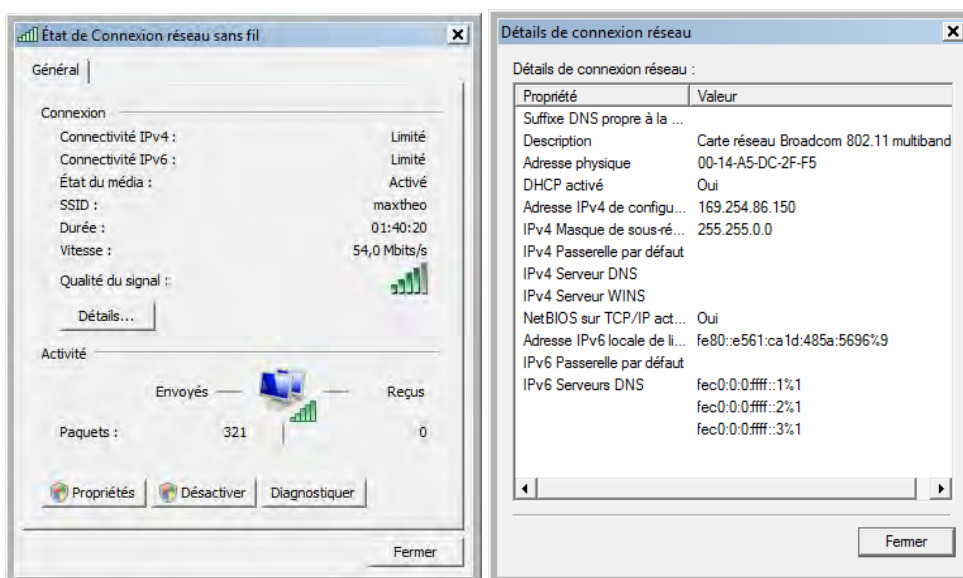 État de Connexion réseau sans fil
Général
Connexion
Connectivité IPv4 : Limité
Connectivité IPv6 : Limité
État du média : Activé
SSID : maxtheo
Durée : 01:40:20
Vitesse : 54,0 Mbits/s
Qualité du signal :
Détails...
Activité
Envoyés Reçus
Paquets : 321 0
Propriétés Désactiver Diagnostiquer
Fermer
Détails de connexion réseau
Détails de connexion réseau :
Propriété Valeur
Suffixe DNS propre à la ...
Description Carte réseau Broadcom 802.11 multiband
Adresse physique 00-14-A5-DC-2F-F5
DHCP activé Oui
Adresse IPv4 de configu... 169.254.86.150
IPv4 Masque de sous-ré... 255.255.0.0
IPv4 Passerelle par défaut
IPv4 Serveur DNS
IPv4 Serveur WINS
NetBIOS sur TCP/IP act... Oui
Adresse IPv6 locale de li... fe80::e561:ca1d:485a:5696%9
IPv6 Passerelle par défaut
IPv6 Serveurs DNS fec0:0:0:ffff::1%1
fec0:0:0:ffff::2%1
fec0:0:0:ffff::3%1
Fermer